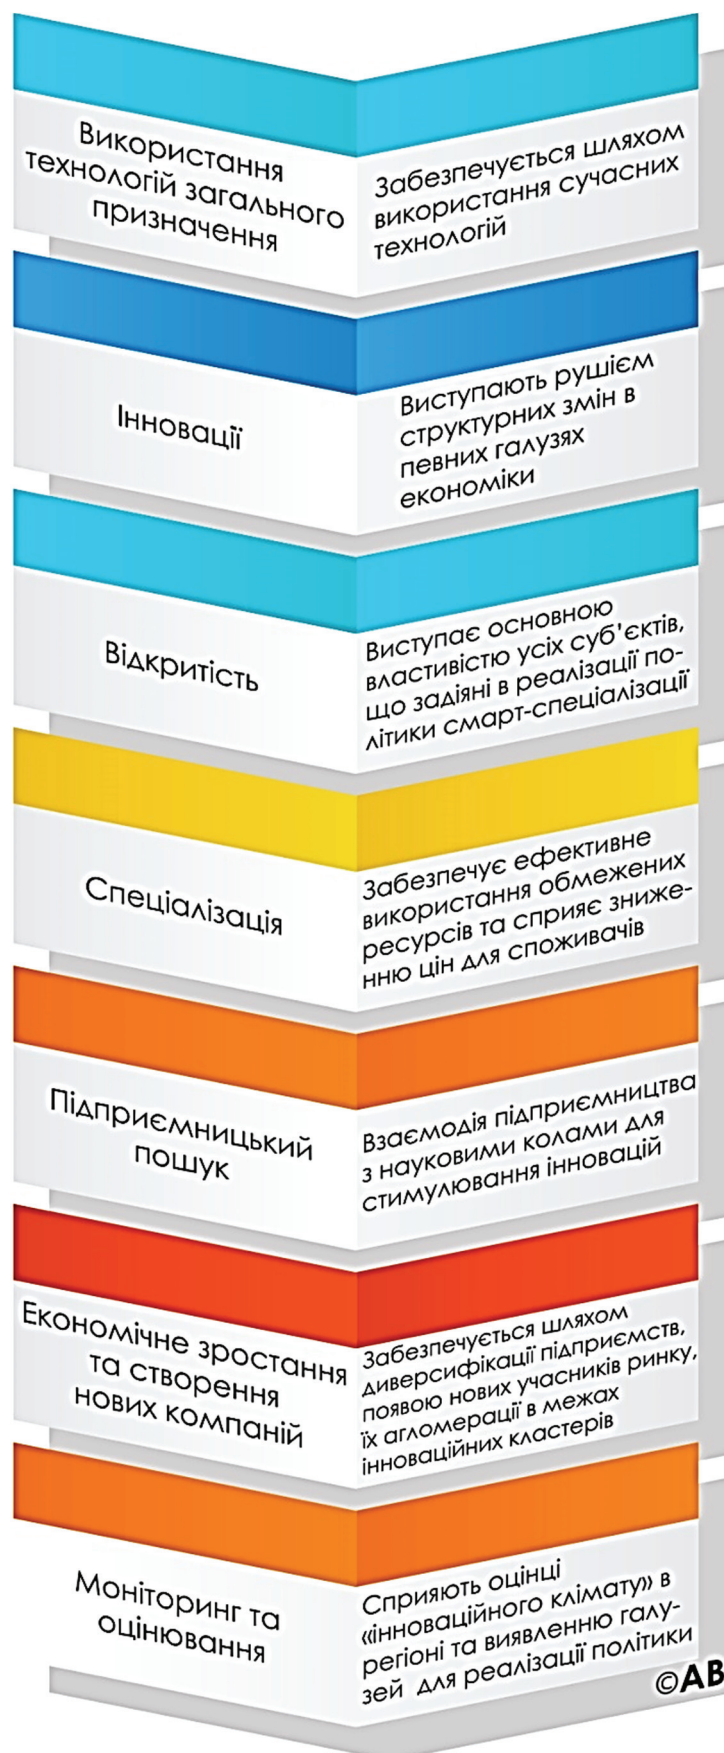 Використання
технологій загального
призначення
Забезпечується шляхом
використання сучасних
технологій
Інновації
Виступають рушієм
структурних змін в
певних галузях
економіки
Відкритість
Виступає основною
властивістю усіх суб’єктів,
що задіяні в реалізації по-
літики смарт-спеціалізації
Спеціалізація
Забезпечує ефективне
використання обмежених
ресурсів та сприяє зниже-
нню цін для споживачів
Підприємницький
пошук
Взаємодія підприємництва
з науковими колами для
стимулювання інновацій
Економічне зростання
та створення
нових компаній
Забезпечується шляхом
диверсифікації підприємств,
появою нових учасників ринку,
їх агломерації в межах
інноваційних кластерів
Моніторинг та
оцінювання
Сприяють оцінці
«інноваційного клімату» в
регіоні та виявленню галу-
зей для реалізації політики
©АВ